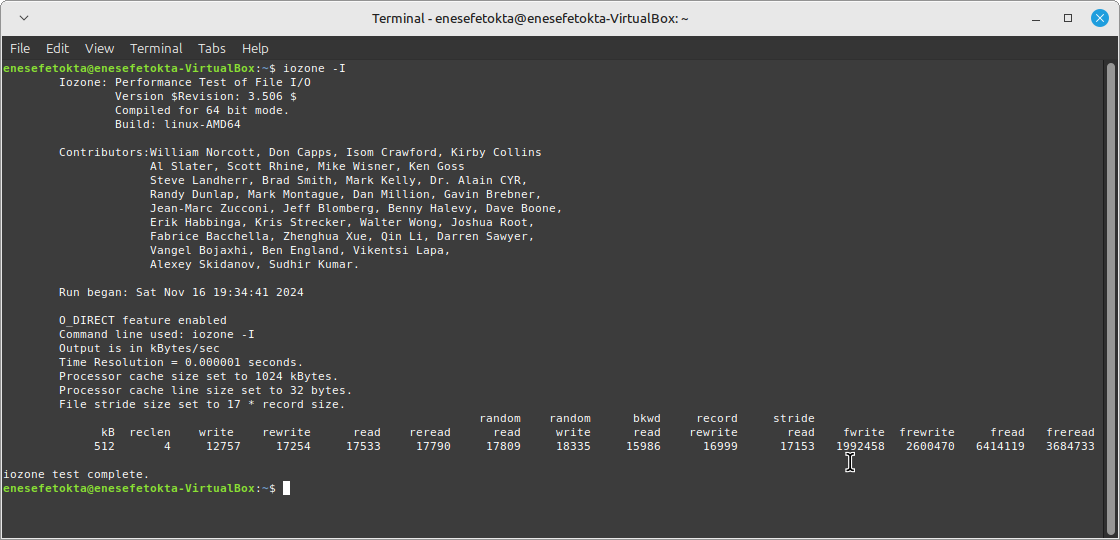 Terminal - enesefetokta@enesefetokta-VirtualBox: ~
File Edit View Terminal Tabs Help
enesefetokta@enesefetokta-VirtualBox:~$ iozone -I
Iozone: Performance Test of File I/O
Version $Revision: 3.506 $
Compiled for 64 bit mode.
Build: linux-AMD64
Contributors:William Norcott, Don Capps, Isom Crawford, Kirby Collins
Al Slater, Scott Rhine, Mike Wisner, Ken Goss
Steve Landherr, Brad Smith, Mark Kelly, Dr. Alain CYR,
Randy Dunlap, Mark Montague, Dan Million, Gavin Brebner,
Jean-Marc Zucconi, Jeff Blomberg, Benny Halevy, Dave Boone,
Erik Habbinga, Kris Strecker, Walter Wong, Joshua Root,
Fabrice Bacchella, Zhenghua Xue, Qin Li, Darren Sawyer,
Vangel Bojaxhi, Ben England, Vikentsi Lapa,
Alexey Skidanov, Sudhir Kumar.
Run began: Sat Nov 16 19:34:41 2024
O_DIRECT feature enabled
Command line used: iozone -I
Output is in kBytes/sec
Time Resolution = 0.000001 seconds.
Processor cache size set to 1024 kBytes.
Processor cache line size set to 32 bytes.
File stride size set to 17 * record size.
random random bkwd record stride
kB reclen write rewrite read reread read write read rewrite read fwrite frewrite fread freread
512 4 12757 17254 17533 17790 17809 18335 15986 16999 17153 1992458 2600470 6414119 3684733
iozone test complete.
enesefetokta@enesefetokta-VirtualBox:~$